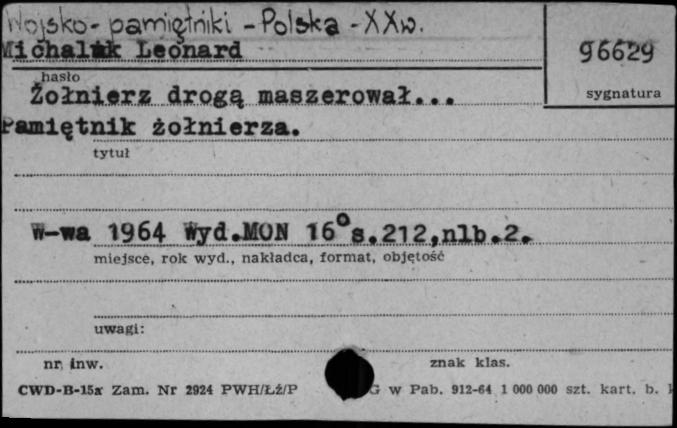 Wojsko - pamiętniki - Polska - XXw.
Michalak Leonard
96629
hasło
sygnatura
Żołnierz drogą maszerował...
Pamiętnik żołnierza.
tytuł
W-wa 1964 Wyd.MON 16° s.212,nlb.2.
miejsce, rok wyd., nakładca, format, objętość
uwagi:
nr. inw.
znak klas.
CWD-B-15x Zam. Nr 2924 PWH/ŁŻ/P G w Pab. 912-64 1 000 000 szt. kart. b.